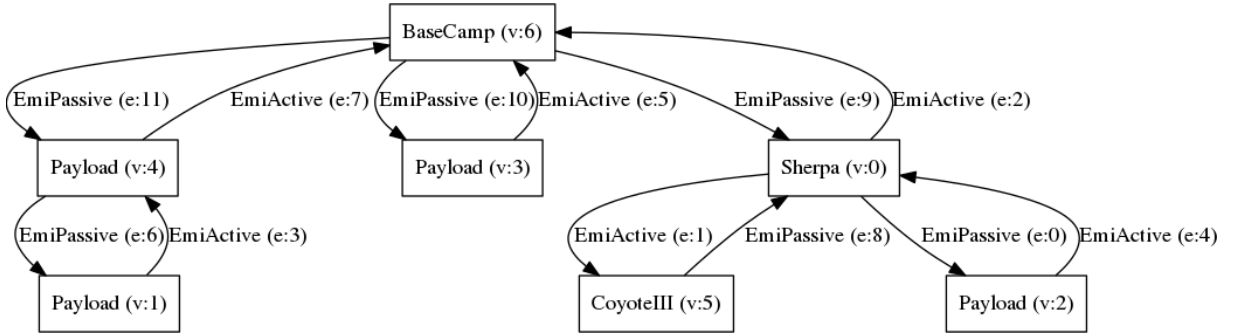 BaseCamp (v:6)
EmiPassive (e:11)
EmiActive (e:7)
EmiPassive (e:10)
EmiActive (e:5)
EmiPassive (e:9)
EmiActive (e:2)
Payload (v:4)
Payload (v:3)
Sherpa (v:0)
EmiPassive (e:6)
EmiActive (e:3)
EmiActive (e:1)
EmiPassive (e:8)
EmiPassive (e:0)
EmiActive (e:4)
Payload (v:1)
CoyoteIII (v:5)
Payload (v:2)